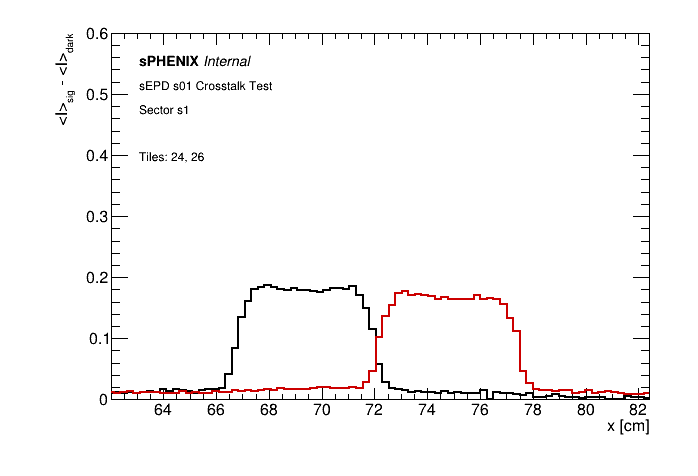 <I>sig - <I>dark
0.6
0.5
0.4
0.3
0.2
0.1
0
sPHENIX Internal
sEPD s01 Crosstalk Test
Sector s1
Tiles: 24, 26
64 66 68 70 72 74 76 78 80 82
x [cm]